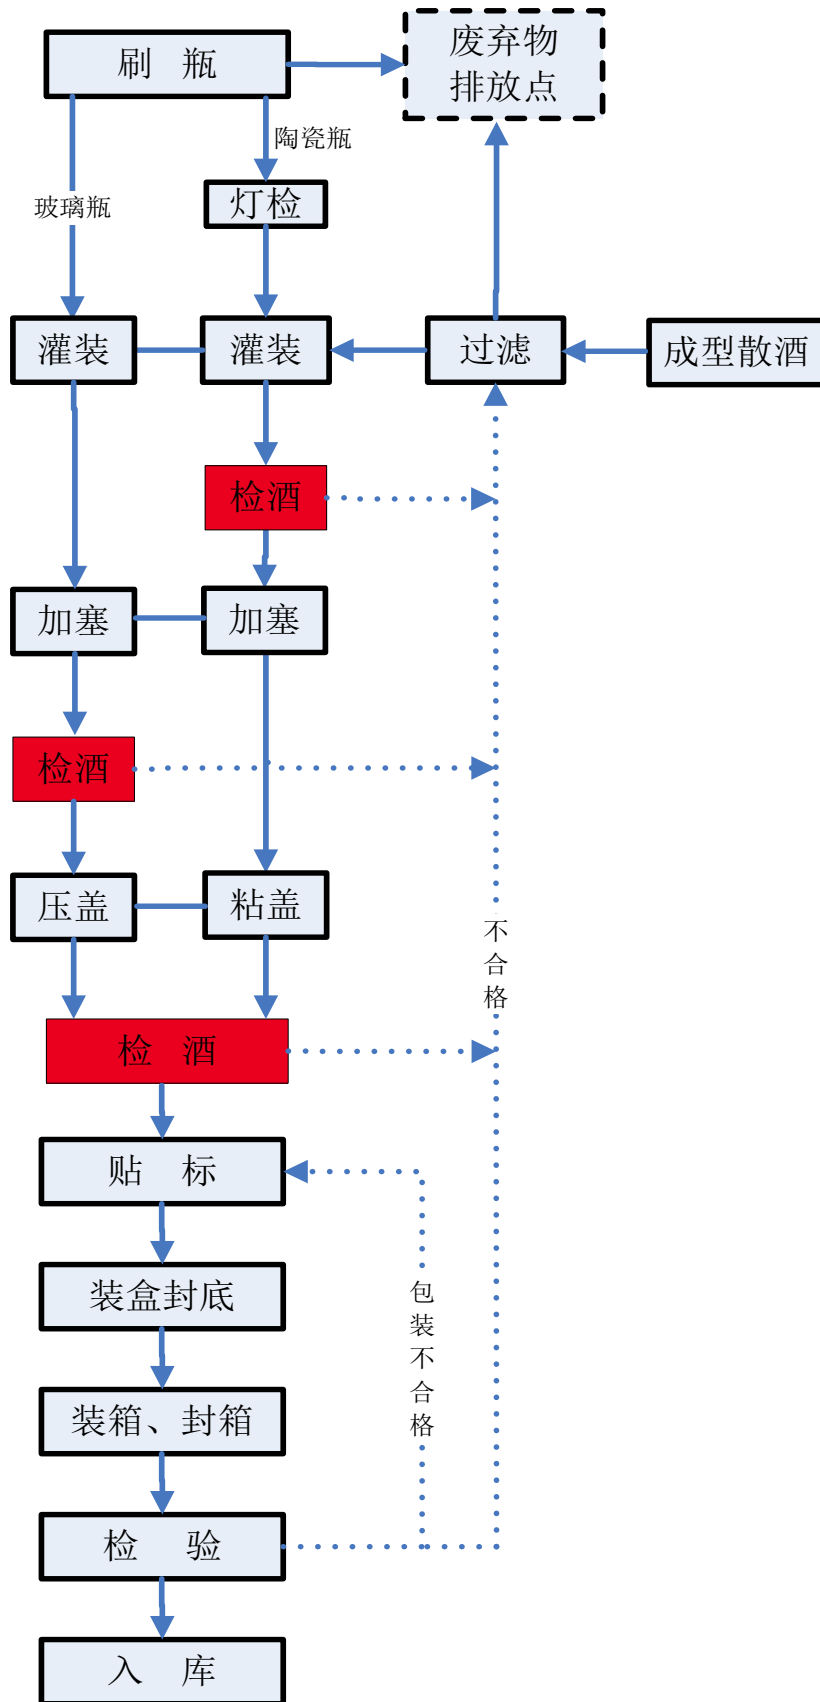 刷 瓶
废弃物
排放点
陶瓷瓶
玻璃瓶
灯检
灌装
灌装
过滤
成型散酒
检酒
加塞
加塞
检酒
压盖
粘盖
不合格
检 酒
贴 标
装盒封底
包装不合格
装箱、封箱
检 验
入 库